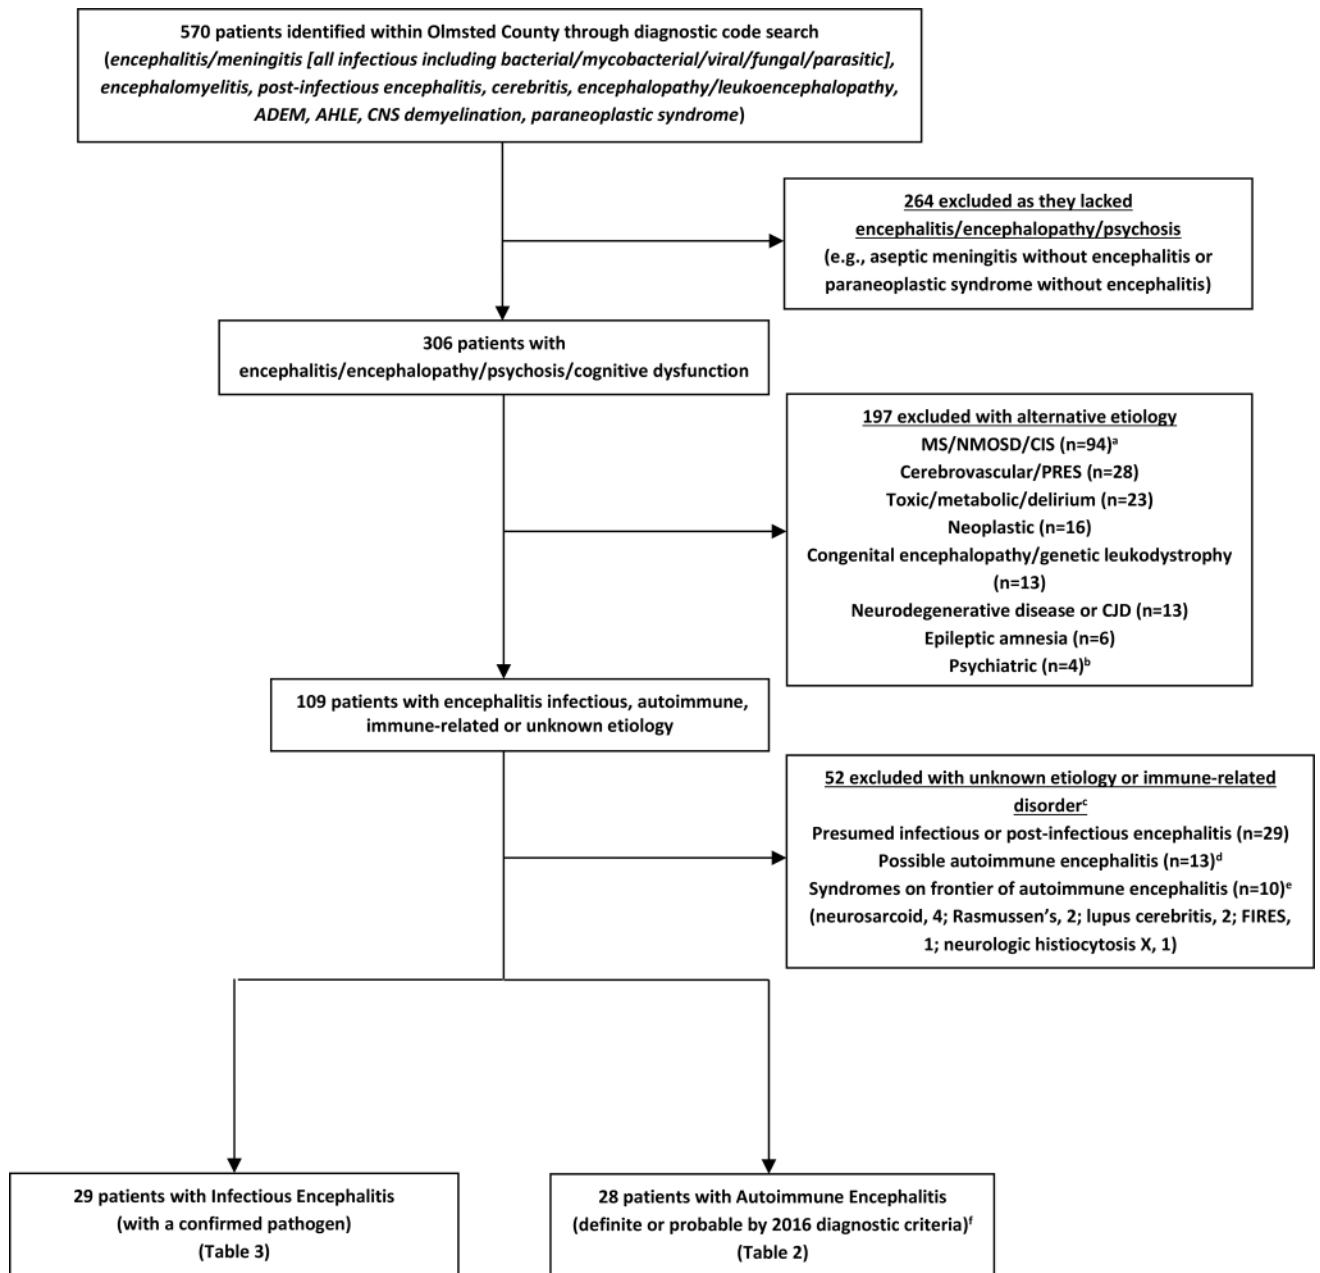 570 patients identified within Olmsted County through diagnostic code search
(encephalitis/meningitis [all infectious including bacterial/mycobacterial/viral/fungal/parasitic],
encephalomyelitis, post-infectious encephalitis, cerebritis, encephalopathy/leukoencephalopathy,
ADEM, AHLE, CNS demyelination, paraneoplastic syndrome)
264 excluded as they lacked
encephalitis/encephalopathy/psychosis
(e.g., aseptic meningitis without encephalitis or
paraneoplastic syndrome without encephalitis)
306 patients with
encephalitis/encephalopathy/psychosis/cognitive dysfunction
197 excluded with alternative etiology
MS/NMOSD/CIS (n=94)ᵃ
Cerebrovascular/PRES (n=28)
Toxic/metabolic/delirium (n=23)
Neoplastic (n=16)
Congenital encephalopathy/genetic leukodystrophy
(n=13)
Neurodegenerative disease or CJD (n=13)
Epileptic amnesia (n=6)
Psychiatric (n=4)ᵇ
109 patients with encephalitis infectious, autoimmune,
immune-related or unknown etiology
52 excluded with unknown etiology or immune-related
disorderᶜ
Presumed infectious or post-infectious encephalitis (n=29)
Possible autoimmune encephalitis (n=13)ᵈ
Syndromes on frontier of autoimmune encephalitis (n=10)ᵉ
(neurosarcoid, 4; Rasmussen's, 2; lupus cerebritis, 2; FIRES,
1; neurologic histiocytosis X, 1)
29 patients with Infectious Encephalitis
(with a confirmed pathogen)
(Table 3)
28 patients with Autoimmune Encephalitis
(definite or probable by 2016 diagnostic criteria)ᶠ
(Table 2)